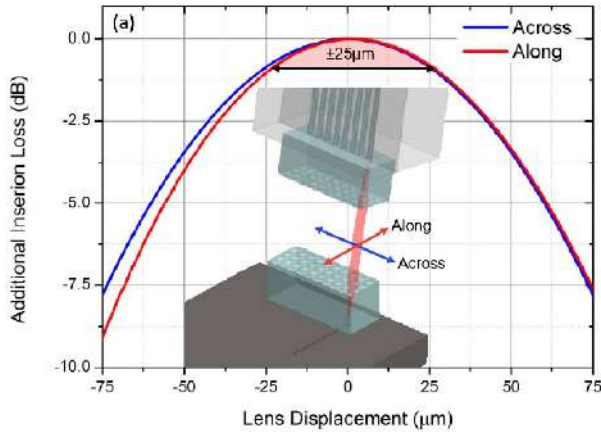 (a)
Across
Along
±25μm
Along
Across
0.0
-2.5
-5.0
-7.5
-10.0
Additional Inserion Loss (dB)
-75 -50 -25 0 25 50 75
Lens Displacement (μm)